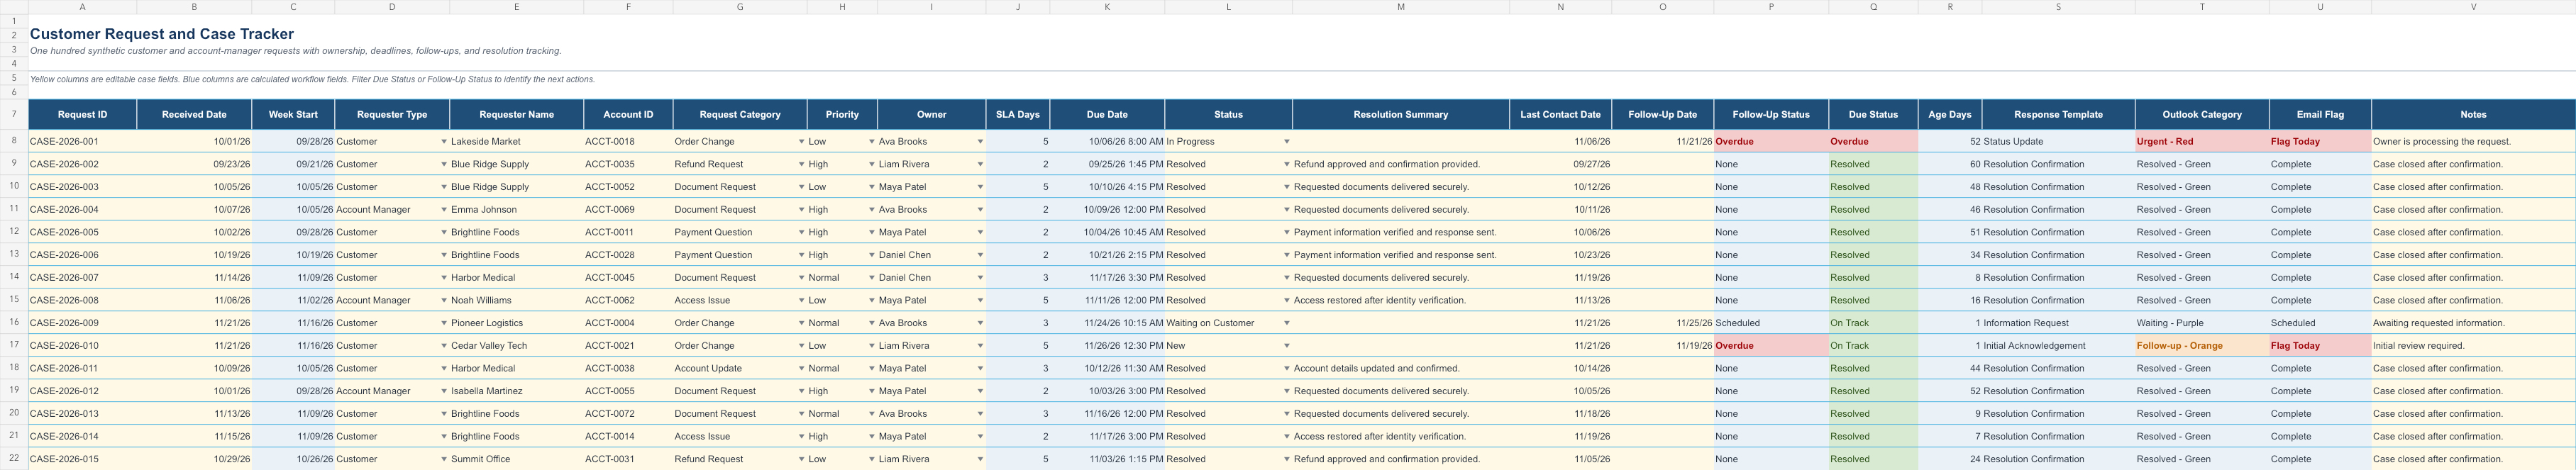 A B C D E F G H I J K L M N O P Q R S T U V
1
2 Customer Request and Case Tracker
3 One hundred synthetic customer and account-manager requests with ownership, deadlines, follow-ups, and resolution tracking.
4
5 Yellow columns are editable case fields. Blue columns are calculated workflow fields. Filter Due Status or Follow-Up Status to identify the next actions.
6
7 Request ID Received Date Week Start Requester Type Requester Name Account ID Request Category Priority Owner SLA Days Due Date Status Resolution Summary Last Contact Date Follow-Up Date Follow-Up Status Due Status Age Days Response Template Outlook Category Email Flag Notes
8 CASE-2026-001 10/01/26 09/28/26 Customer Lakeside Market ACCT-0018 Order Change Low Ava Brooks 5 10/06/26 8:00 AM In Progress 11/06/26 11/21/26 Overdue Overdue 52 Status Update Urgent - Red Flag Today Owner is processing the request.
9 CASE-2026-002 09/23/26 09/21/26 Customer Blue Ridge Supply ACCT-0035 Refund Request High Liam Rivera 2 09/25/26 1:45 PM Resolved Refund approved and confirmation provided. 09/27/26 None Resolved 60 Resolution Confirmation Resolved - Green Complete Case closed after confirmation.
10 CASE-2026-003 10/05/26 10/05/26 Customer Blue Ridge Supply ACCT-0052 Document Request Low Maya Patel 5 10/10/26 4:15 PM Resolved Requested documents delivered securely. 10/12/26 None Resolved 48 Resolution Confirmation Resolved - Green Complete Case closed after confirmation.
11 CASE-2026-004 10/07/26 10/05/26 Account Manager Emma Johnson ACCT-0069 Document Request High Ava Brooks 2 10/09/26 12:00 PM Resolved Requested documents delivered securely. 10/11/26 None Resolved 46 Resolution Confirmation Resolved - Green Complete Case closed after confirmation.
12 CASE-2026-005 10/02/26 09/28/26 Customer Brightline Foods ACCT-0011 Payment Question High Maya Patel 2 10/04/26 10:45 AM Resolved Payment information verified and response sent. 10/06/26 None Resolved 51 Resolution Confirmation Resolved - Green Complete Case closed after confirmation.
13 CASE-2026-006 10/19/26 10/19/26 Customer Brightline Foods ACCT-0028 Payment Question High Daniel Chen 2 10/21/26 2:15 PM Resolved Payment information verified and response sent. 10/23/26 None Resolved 34 Resolution Confirmation Resolved - Green Complete Case closed after confirmation.
14 CASE-2026-007 11/14/26 11/09/26 Customer Harbor Medical ACCT-0045 Document Request Normal Daniel Chen 3 11/17/26 3:30 PM Resolved Requested documents delivered securely. 11/19/26 None Resolved 8 Resolution Confirmation Resolved - Green Complete Case closed after confirmation.
15 CASE-2026-008 11/06/26 11/02/26 Account Manager Noah Williams ACCT-0062 Access Issue Low Maya Patel 5 11/11/26 12:00 PM Resolved Access restored after identity verification. 11/13/26 None Resolved 16 Resolution Confirmation Resolved - Green Complete Case closed after confirmation.
16 CASE-2026-009 11/21/26 11/16/26 Customer Pioneer Logistics ACCT-0004 Order Change Normal Ava Brooks 3 11/24/26 10:15 AM Waiting on Customer 11/21/26 11/25/26 Scheduled On Track 1 Information Request Waiting - Purple Scheduled Awaiting requested information.
17 CASE-2026-010 11/21/26 11/16/26 Customer Cedar Valley Tech ACCT-0021 Order Change Low Liam Rivera 5 11/26/26 12:30 PM New 11/21/26 11/19/26 Overdue On Track 1 Initial Acknowledgement Follow-up - Orange Flag Today Initial review required.
18 CASE-2026-011 10/09/26 10/05/26 Customer Harbor Medical ACCT-0038 Account Update Normal Maya Patel 3 10/12/26 11:30 AM Resolved Account details updated and confirmed. 10/14/26 None Resolved 44 Resolution Confirmation Resolved - Green Complete Case closed after confirmation.
19 CASE-2026-012 10/01/26 09/28/26 Account Manager Isabella Martinez ACCT-0055 Document Request High Maya Patel 2 10/03/26 3:00 PM Resolved Requested documents delivered securely. 10/05/26 None Resolved 52 Resolution Confirmation Resolved - Green Complete Case closed after confirmation.
20 CASE-2026-013 11/13/26 11/09/26 Customer Brightline Foods ACCT-0072 Document Request Normal Ava Brooks 3 11/16/26 12:00 PM Resolved Requested documents delivered securely. 11/18/26 None Resolved 9 Resolution Confirmation Resolved - Green Complete Case closed after confirmation.
21 CASE-2026-014 11/15/26 11/09/26 Customer Brightline Foods ACCT-0014 Access Issue High Maya Patel 2 11/17/26 3:00 PM Resolved Access restored after identity verification. 11/19/26 None Resolved 7 Resolution Confirmation Resolved - Green Complete Case closed after confirmation.
22 CASE-2026-015 10/29/26 10/26/26 Customer Summit Office ACCT-0031 Refund Request Low Liam Rivera 5 11/03/26 1:15 PM Resolved Refund approved and confirmation provided. 11/05/26 None Resolved 24 Resolution Confirmation Resolved - Green Complete Case closed after confirmation.